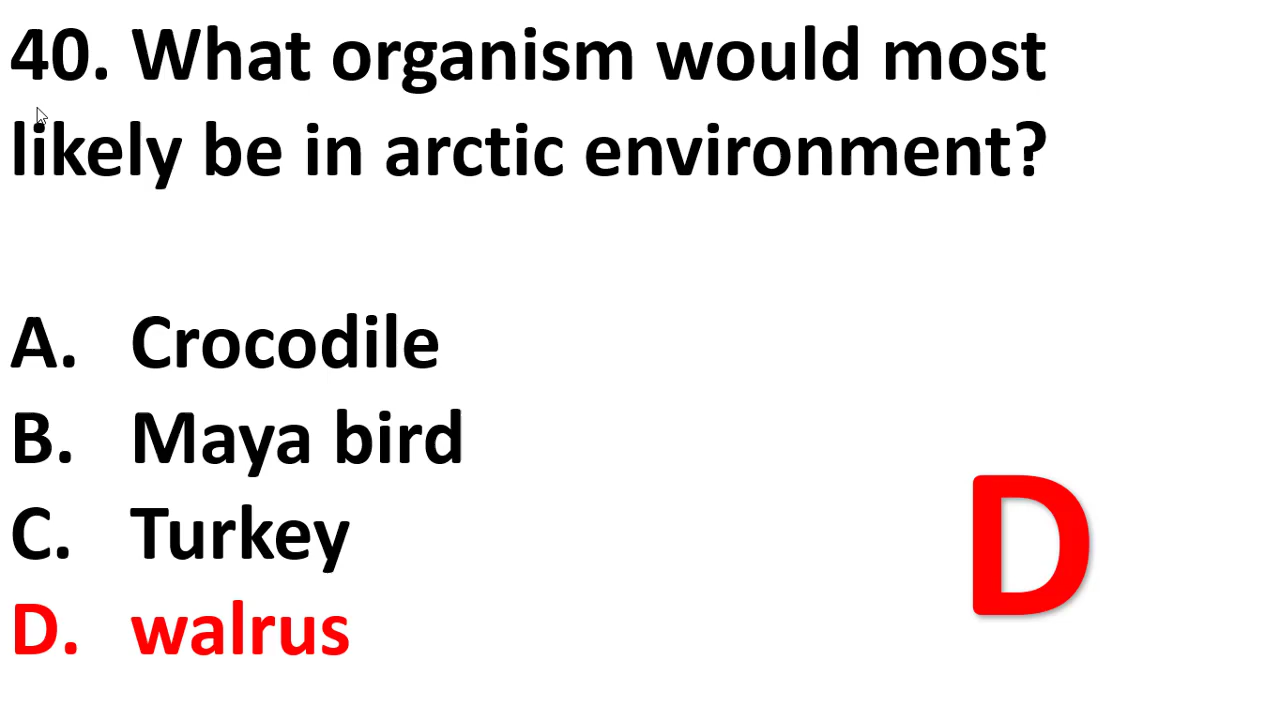 40. What organism would most
likely be in arctic environment?
A. Crocodile
B. Maya bird
C. Turkey
D. walrus
D